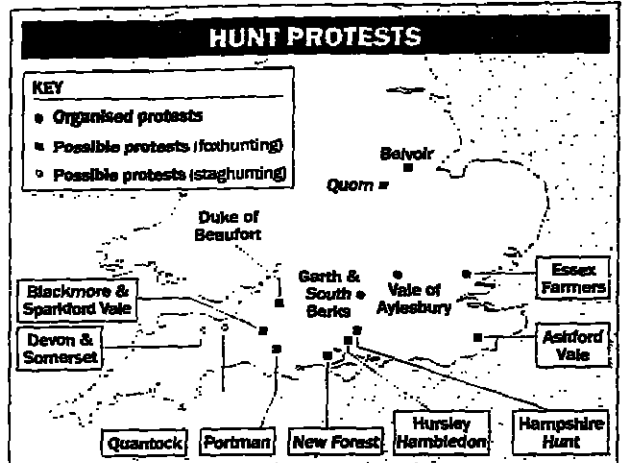 HUNT PROTESTS
KEY
Organised protests
Possible protests (foxhunting)
Possible protests (staghunting)
Belvoir
Quorn
Duke of
Beaufort
Garth &
South
Berks
Vale of
Aylesbury
Essex
Farmers
Blackmore &
Sparkford Vale
Devon &
Somerset
Ashford
Vale
Quantock
Portman
New Forest
Hursley
Hambledon
Hampshire
Hunt